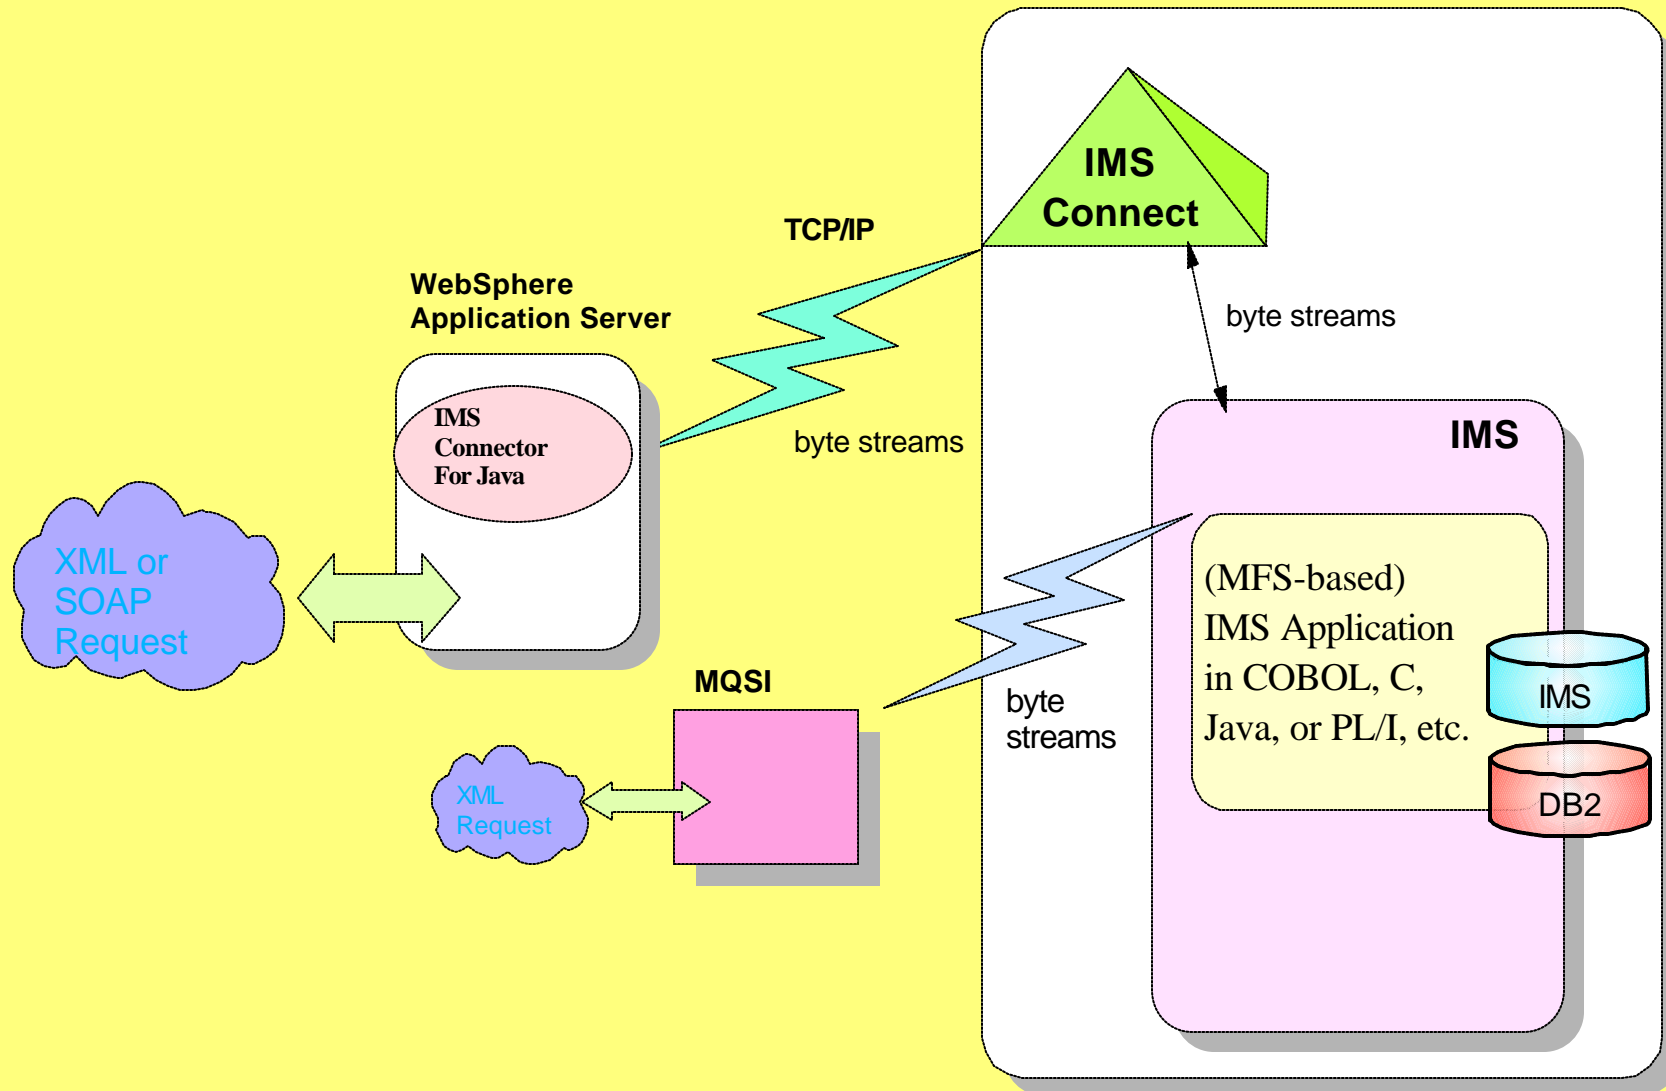 IMS
Connect
TCP/IP
WebSphere
Application Server
byte streams
IMS
Connector
For Java
byte streams
IMS
XML or
SOAP
Request
(MFS-based)
IMS Application
in COBOL, C,
Java, or PL/I, etc.
IMS
DB2
MQSI
byte
streams
XML
Request